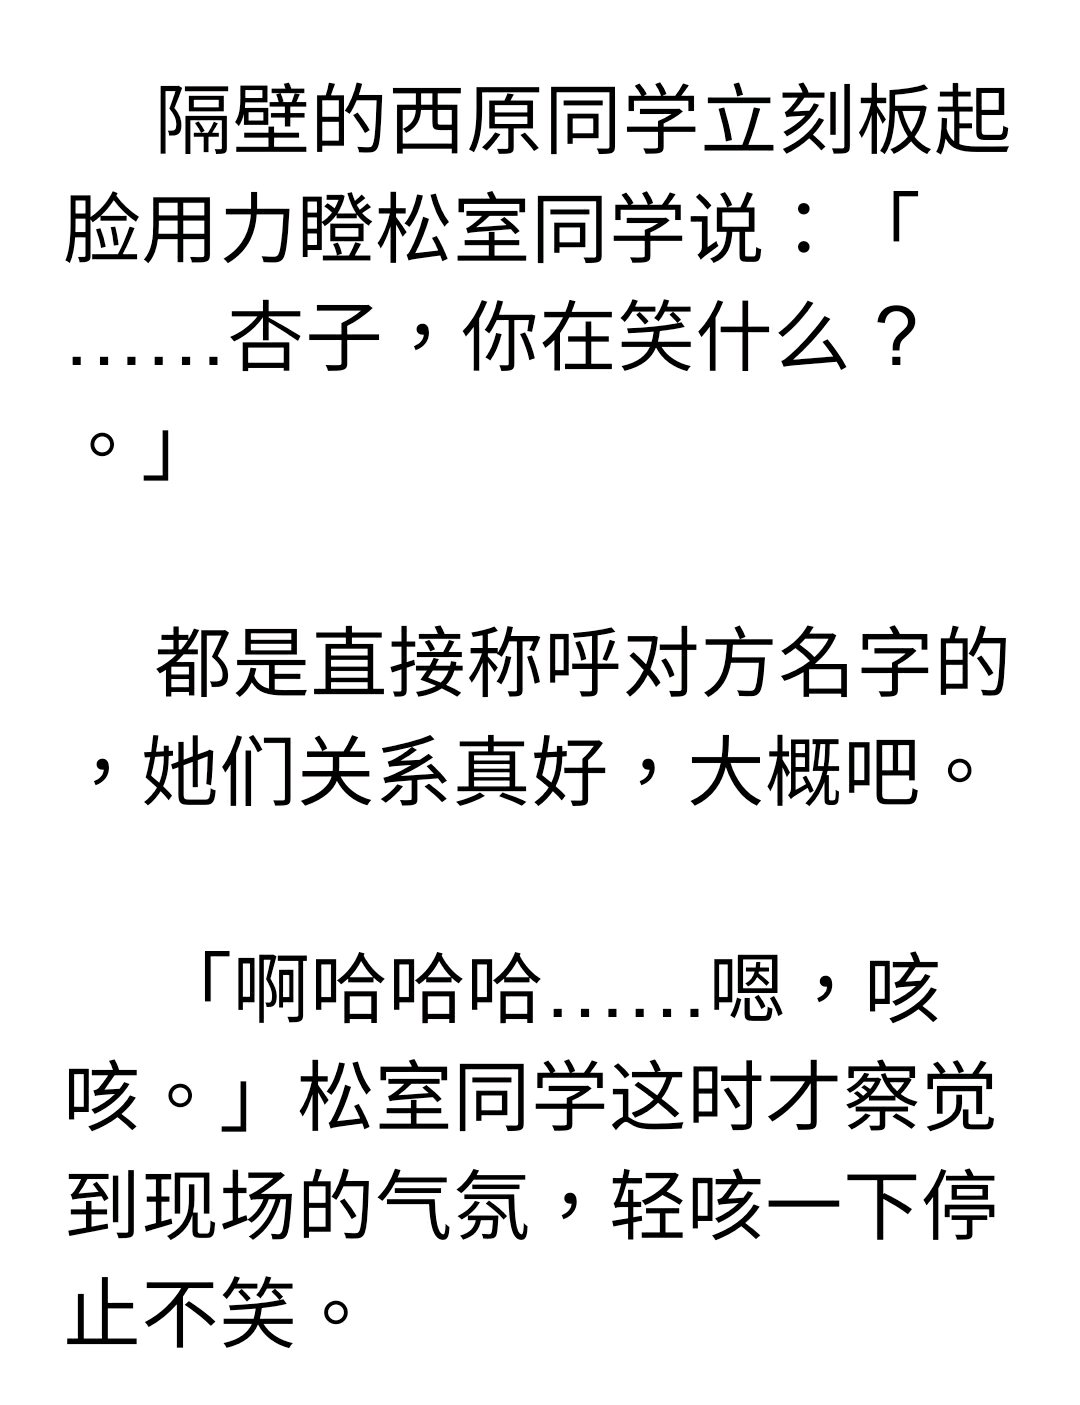 隔壁的西原同学立刻板起
脸用力瞪松室同学说：「
……杏子，你在笑什么？
。」
都是直接称呼对方名字的
，她们关系真好，大概吧。
「啊哈哈哈……嗯，咳
咳。」松室同学这时才察觉
到现场的气氛，轻咳一下停
止不笑。